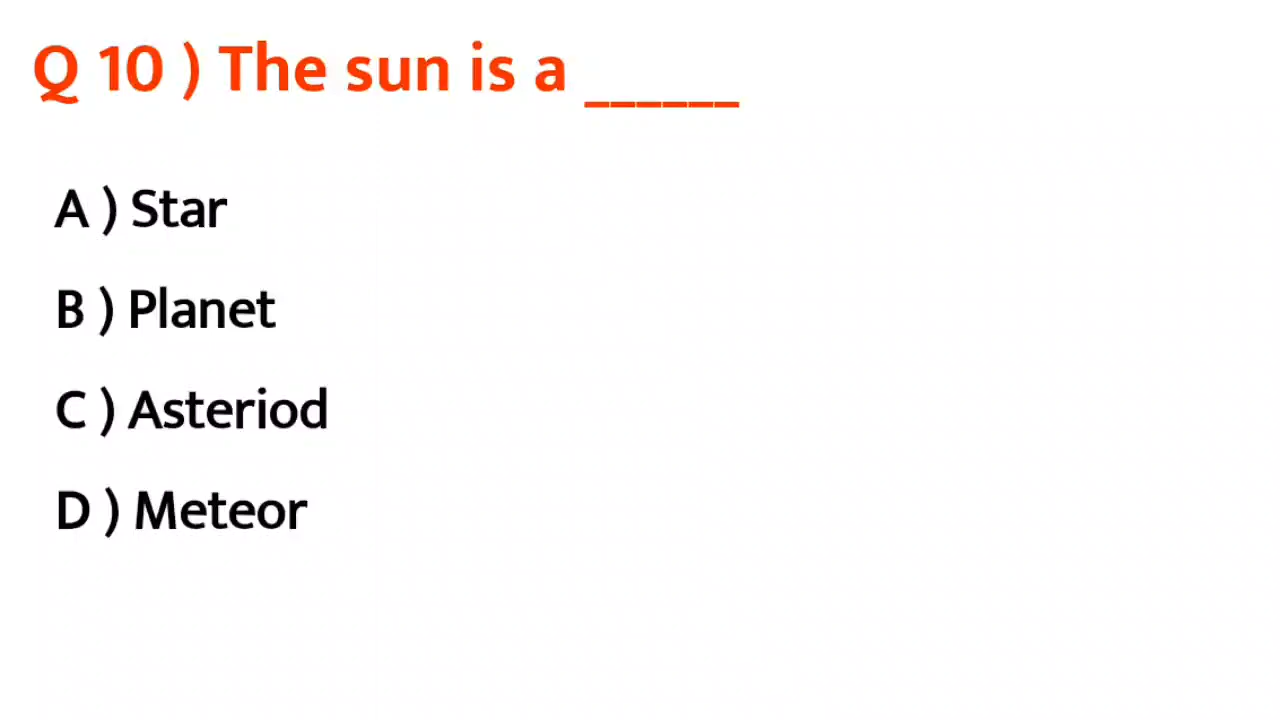 Q 10 ) The sun is a ______
A ) Star
B ) Planet
C ) Asteriod
D ) Meteor